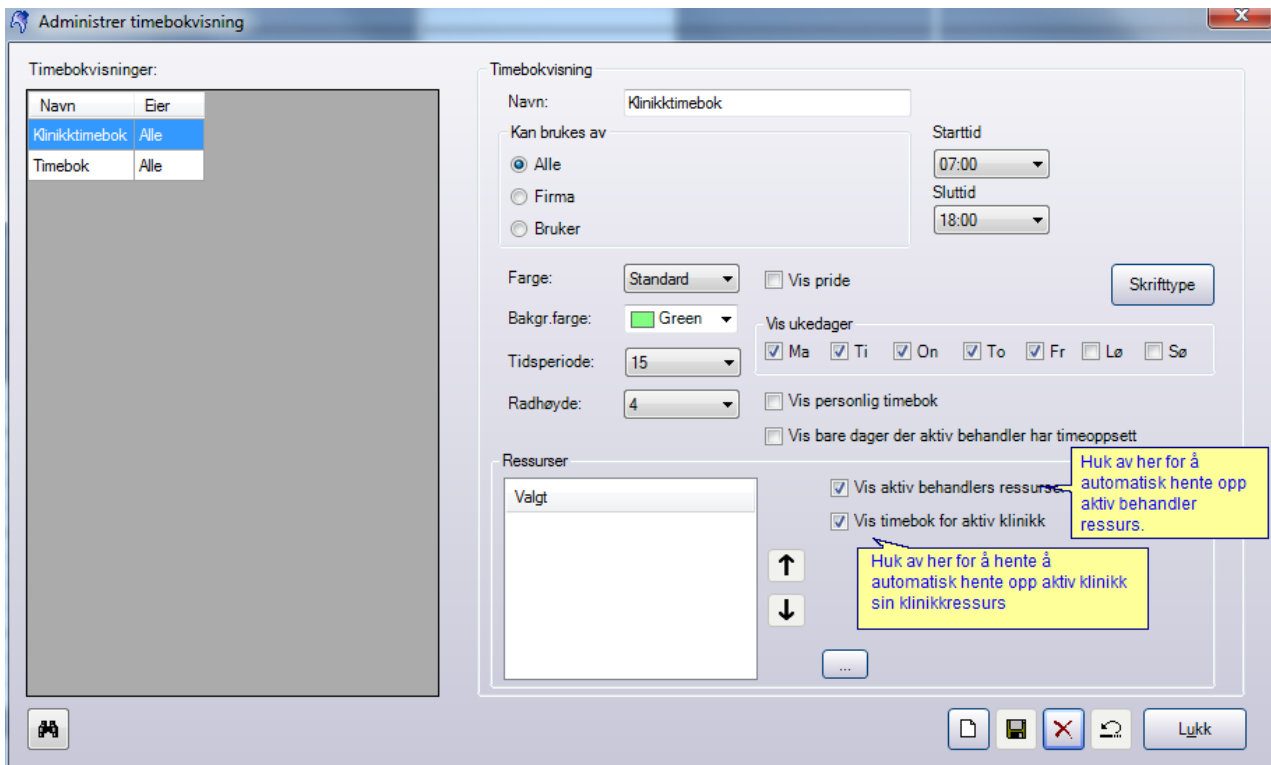 Administrer timebokvisning
Timebokvisninger:
Navn Eier
Klinikktimebok Alle
Timebok Alle
Timebokvisning
Navn: Klinikktimebok
Kan brukes av
Alle
Firma
Bruker
Starttid
07:00
Sluttid
18:00
Farge: Standard
Vis pride
Skrifttype
Bakgr.farge: Green
Vis ukedager
Ma Ti On To Fr Lø Sø
Tidsperiode: 15
Radhøyde: 4
Vis personlig timebok
Vis bare dager der aktiv behandler har timeoppsett
Ressurser
Valgt
Vis aktiv behandlers ressurser
Vis timebok for aktiv klinikk
Huk av her for å
automatisk hente opp
aktiv behandler
ressurs.
Huk av her for å hente å
automatisk hente opp aktiv klinikk
sin klinikkressurs
...
Lukk